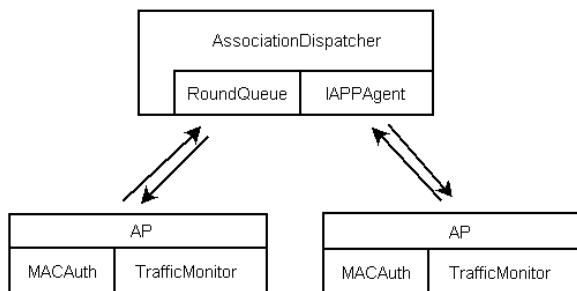 AssociationDispatcher
RoundQueue IAPPAgent
AP AP
MACAuth TrafficMonitor MACAuth TrafficMonitor